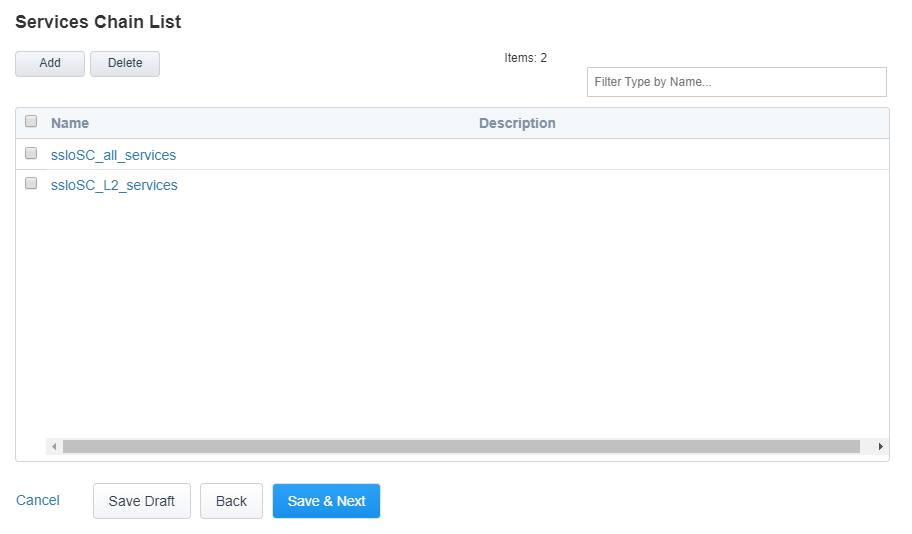 Services Chain List
Add Delete Items: 2
Filter Type by Name...
Name Description
ssloSC_all_services
ssloSC_L2_services
Cancel Save Draft Back Save & Next